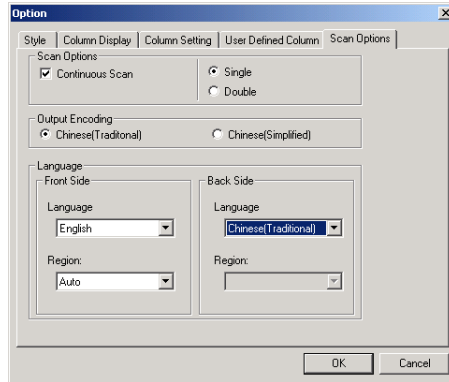 Option
Style Column Display Column Setting User Defined Column Scan Options
Scan Options
Continuous Scan Single
Double
Output Encoding
Chinese(Traditonal) Chinese(Simplified)
Language
Front Side Back Side
Language Language
English Chinese(Traditional)
Region: Region:
Auto
OK Cancel